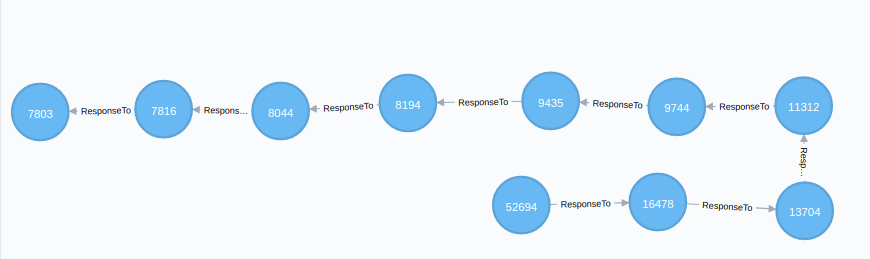 7803 ResponseTo 7816 Respons... 8044 ResponseTo 8194 ResponseTo 9435 ResponseTo 9744 ResponseTo 11312
Resp...
52694 ResponseTo 16478 ResponseTo 13704